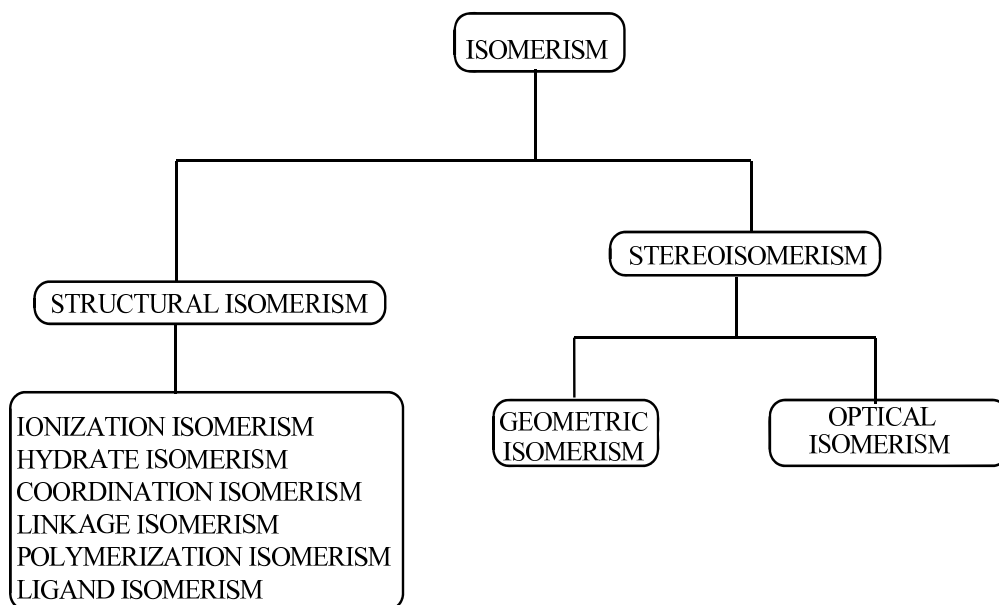 ISOMERISM
STEREOISOMERISM
STRUCTURAL ISOMERISM
GEOMETRIC
ISOMERISM
OPTICAL
ISOMERISM
IONIZATION ISOMERISM
HYDRATE ISOMERISM
COORDINATION ISOMERISM
LINKAGE ISOMERISM
POLYMERIZATION ISOMERISM
LIGAND ISOMERISM